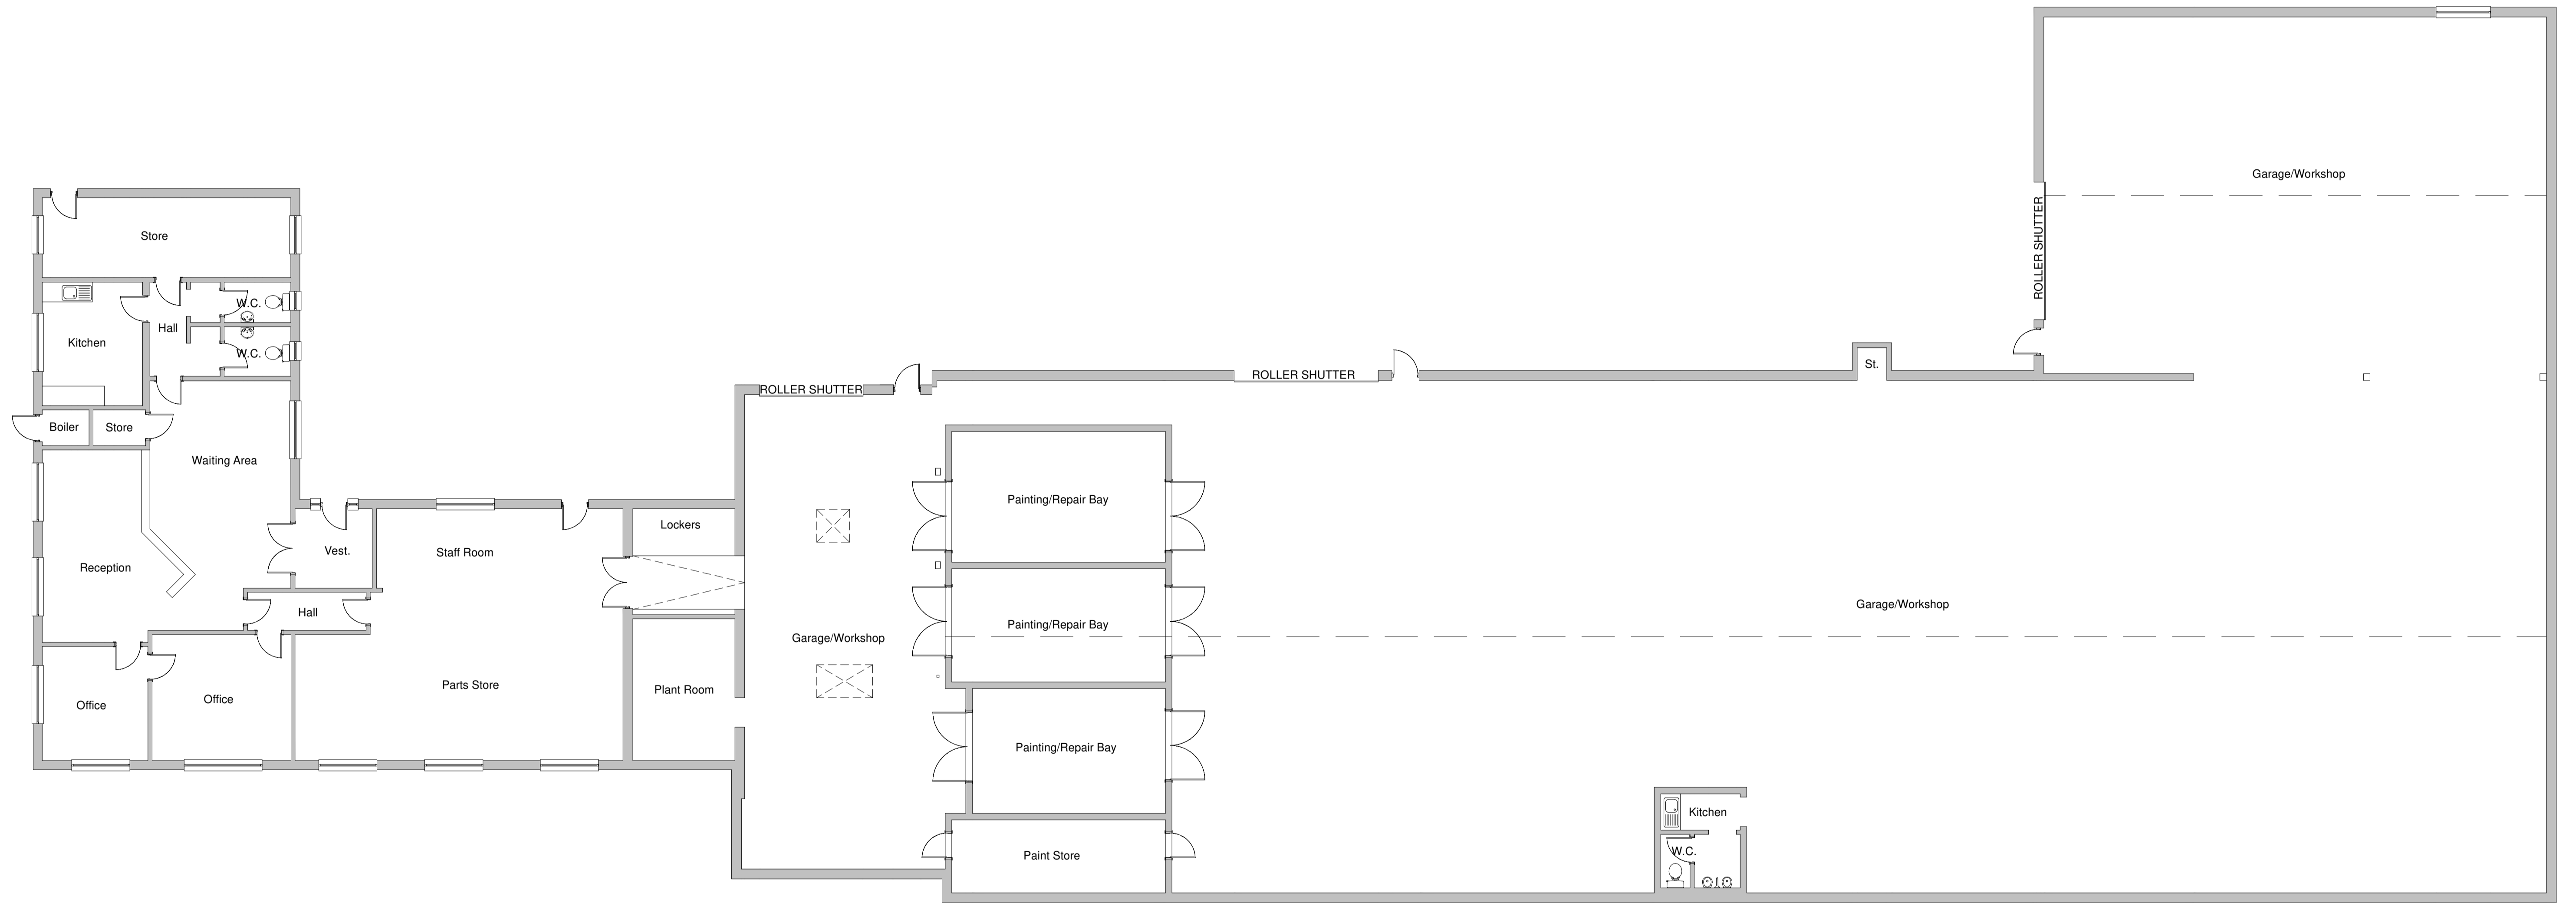 Garage/Workshop
ROLLER SHUTTER
Store
W.C.
Hall
Kitchen
W.C.
St.
ROLLER SHUTTER
ROLLER SHUTTER
Boiler
Store
Waiting Area
Painting/Repair Bay
Lockers
Vest.
Staff Room
Reception
Hall
Garage/Workshop
Painting/Repair Bay
Garage/Workshop
Parts Store
Plant Room
Office
Office
Painting/Repair Bay
Kitchen
W.C.
Paint Store